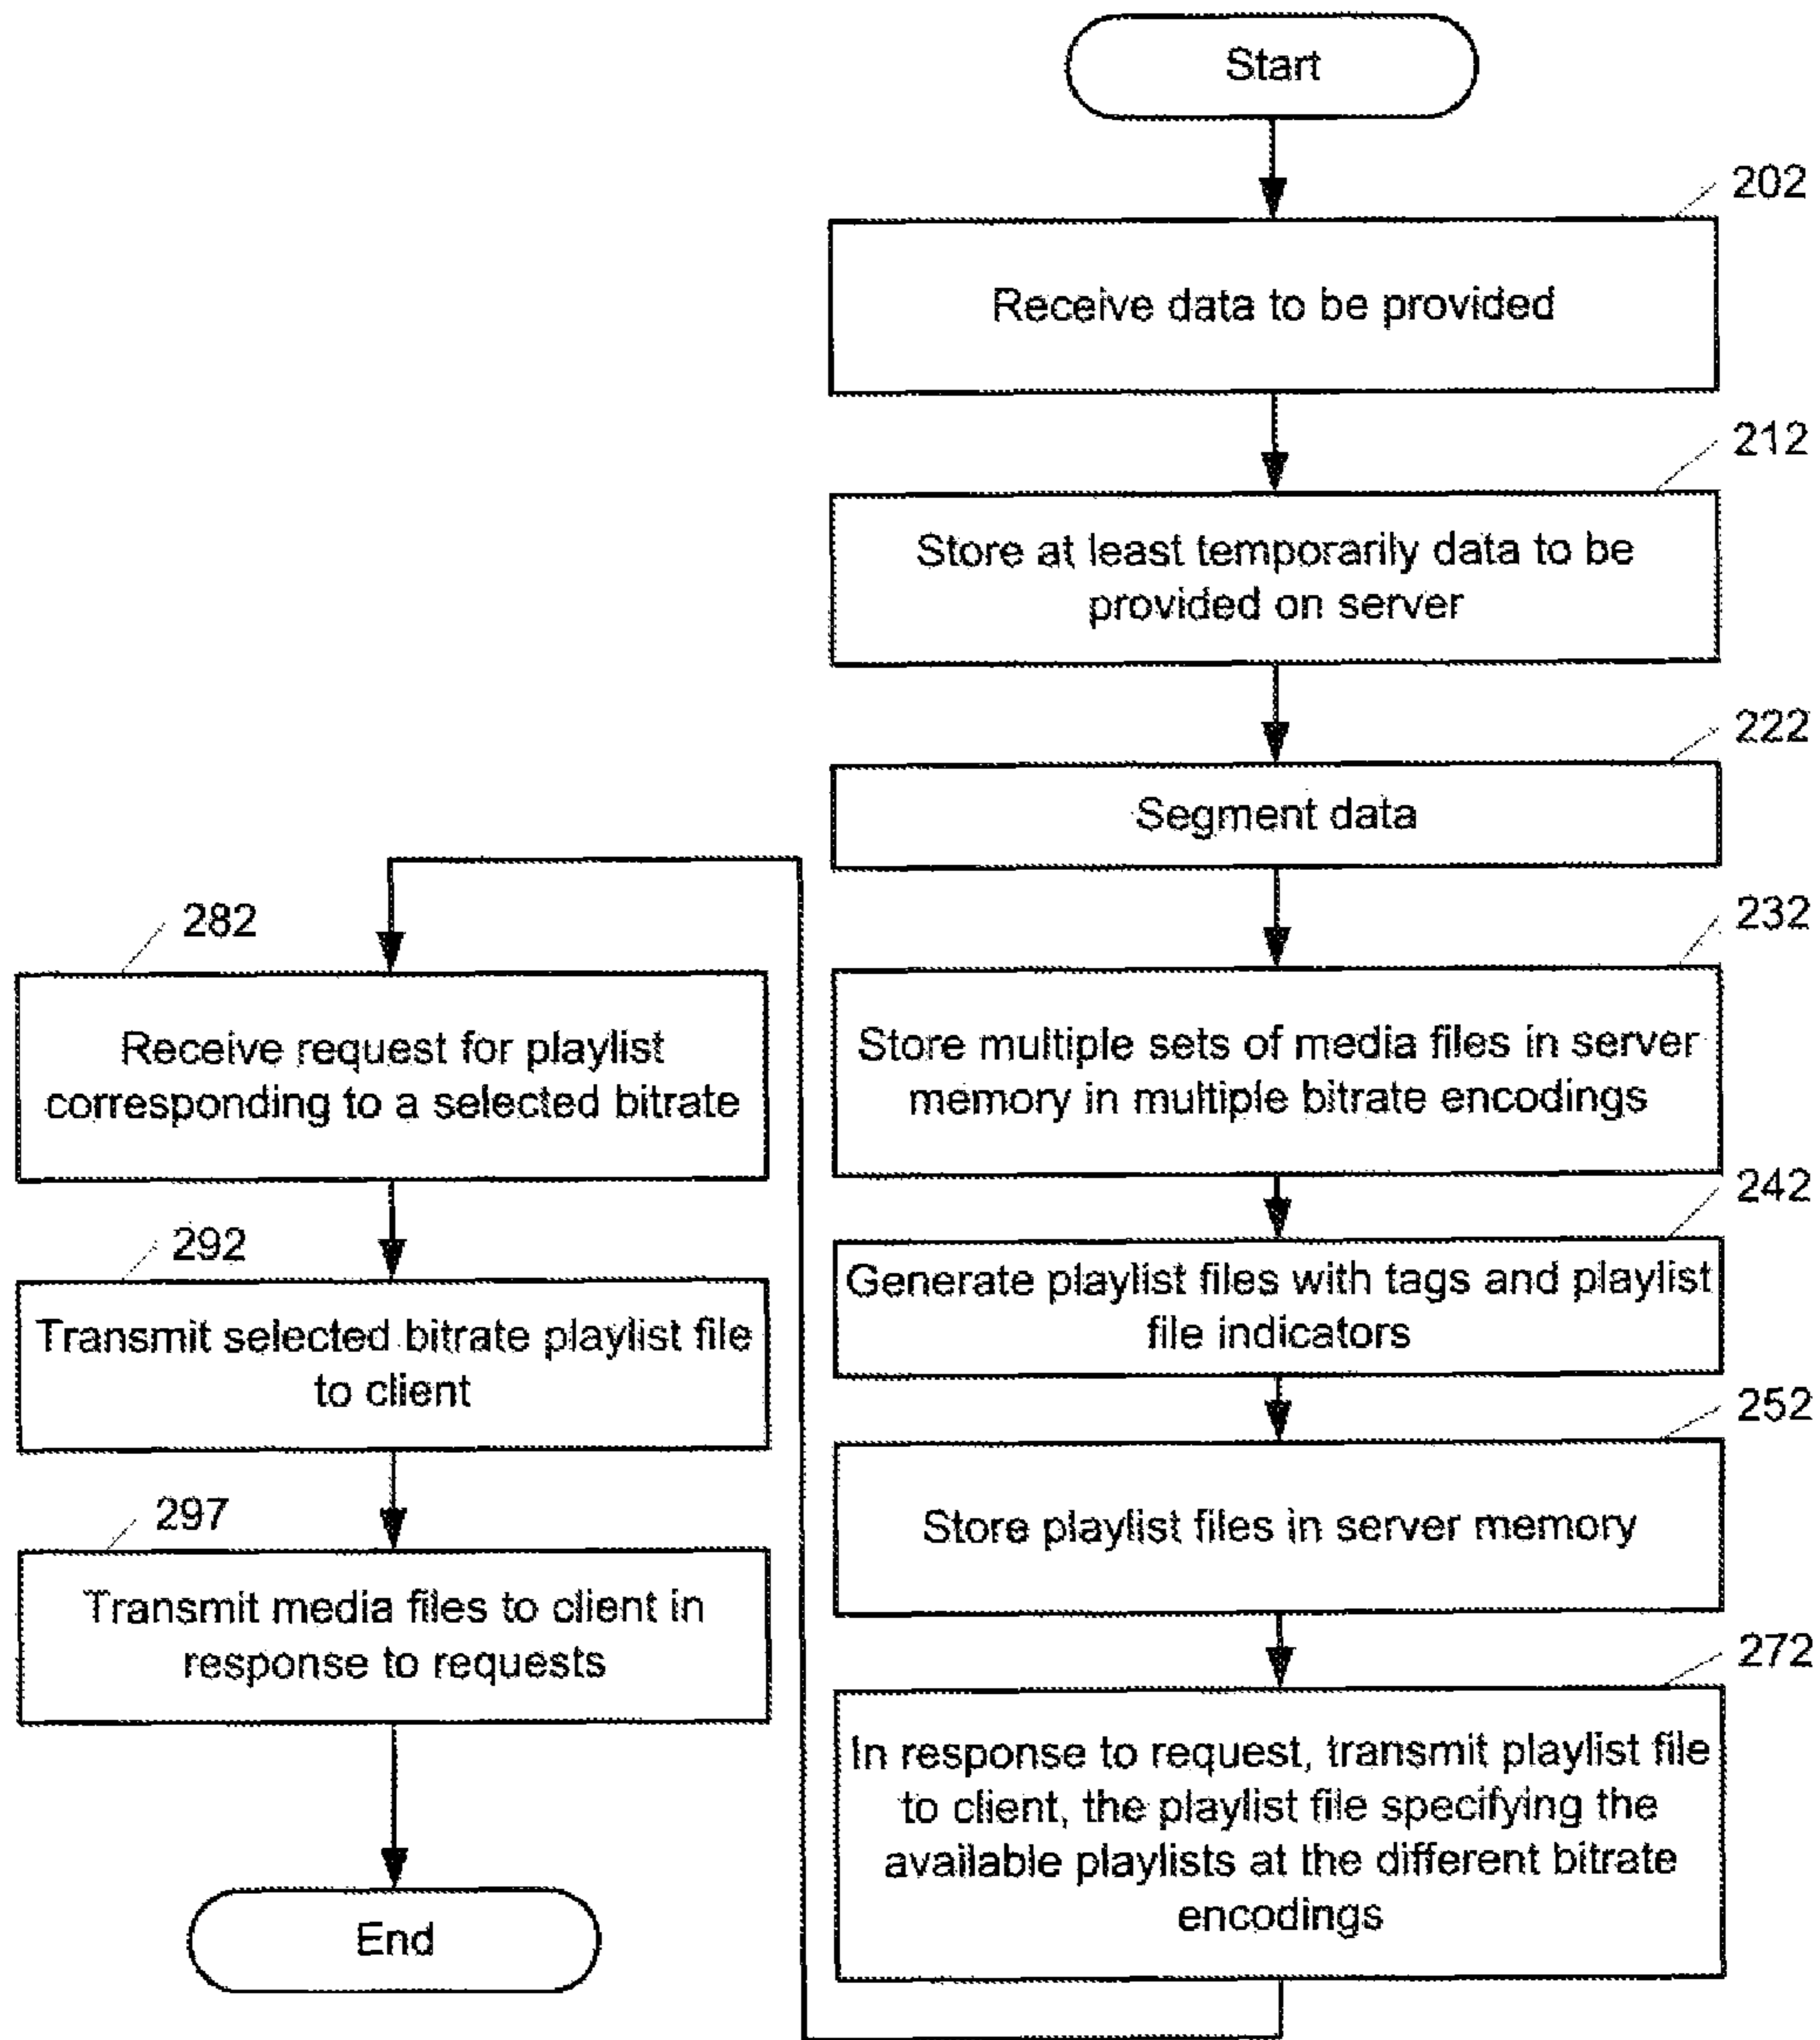 Start
202
Receive data to be provided
212
Store at least temporarily data to be
provided on server
222
Segment data
232
Store multiple sets of media files in server
memory in multiple bitrate encodings
242
Generate playlist files with tags and playlist
file indicators
252
Store playlist files in server memory
272
In response to request, transmit playlist file
to client, the playlist file specifying the
available playlists at the different bitrate
encodings
282
Receive request for playlist
corresponding to a selected bitrate
292
Transmit selected bitrate playlist file
to client
297
Transmit media files to client in
response to requests
End